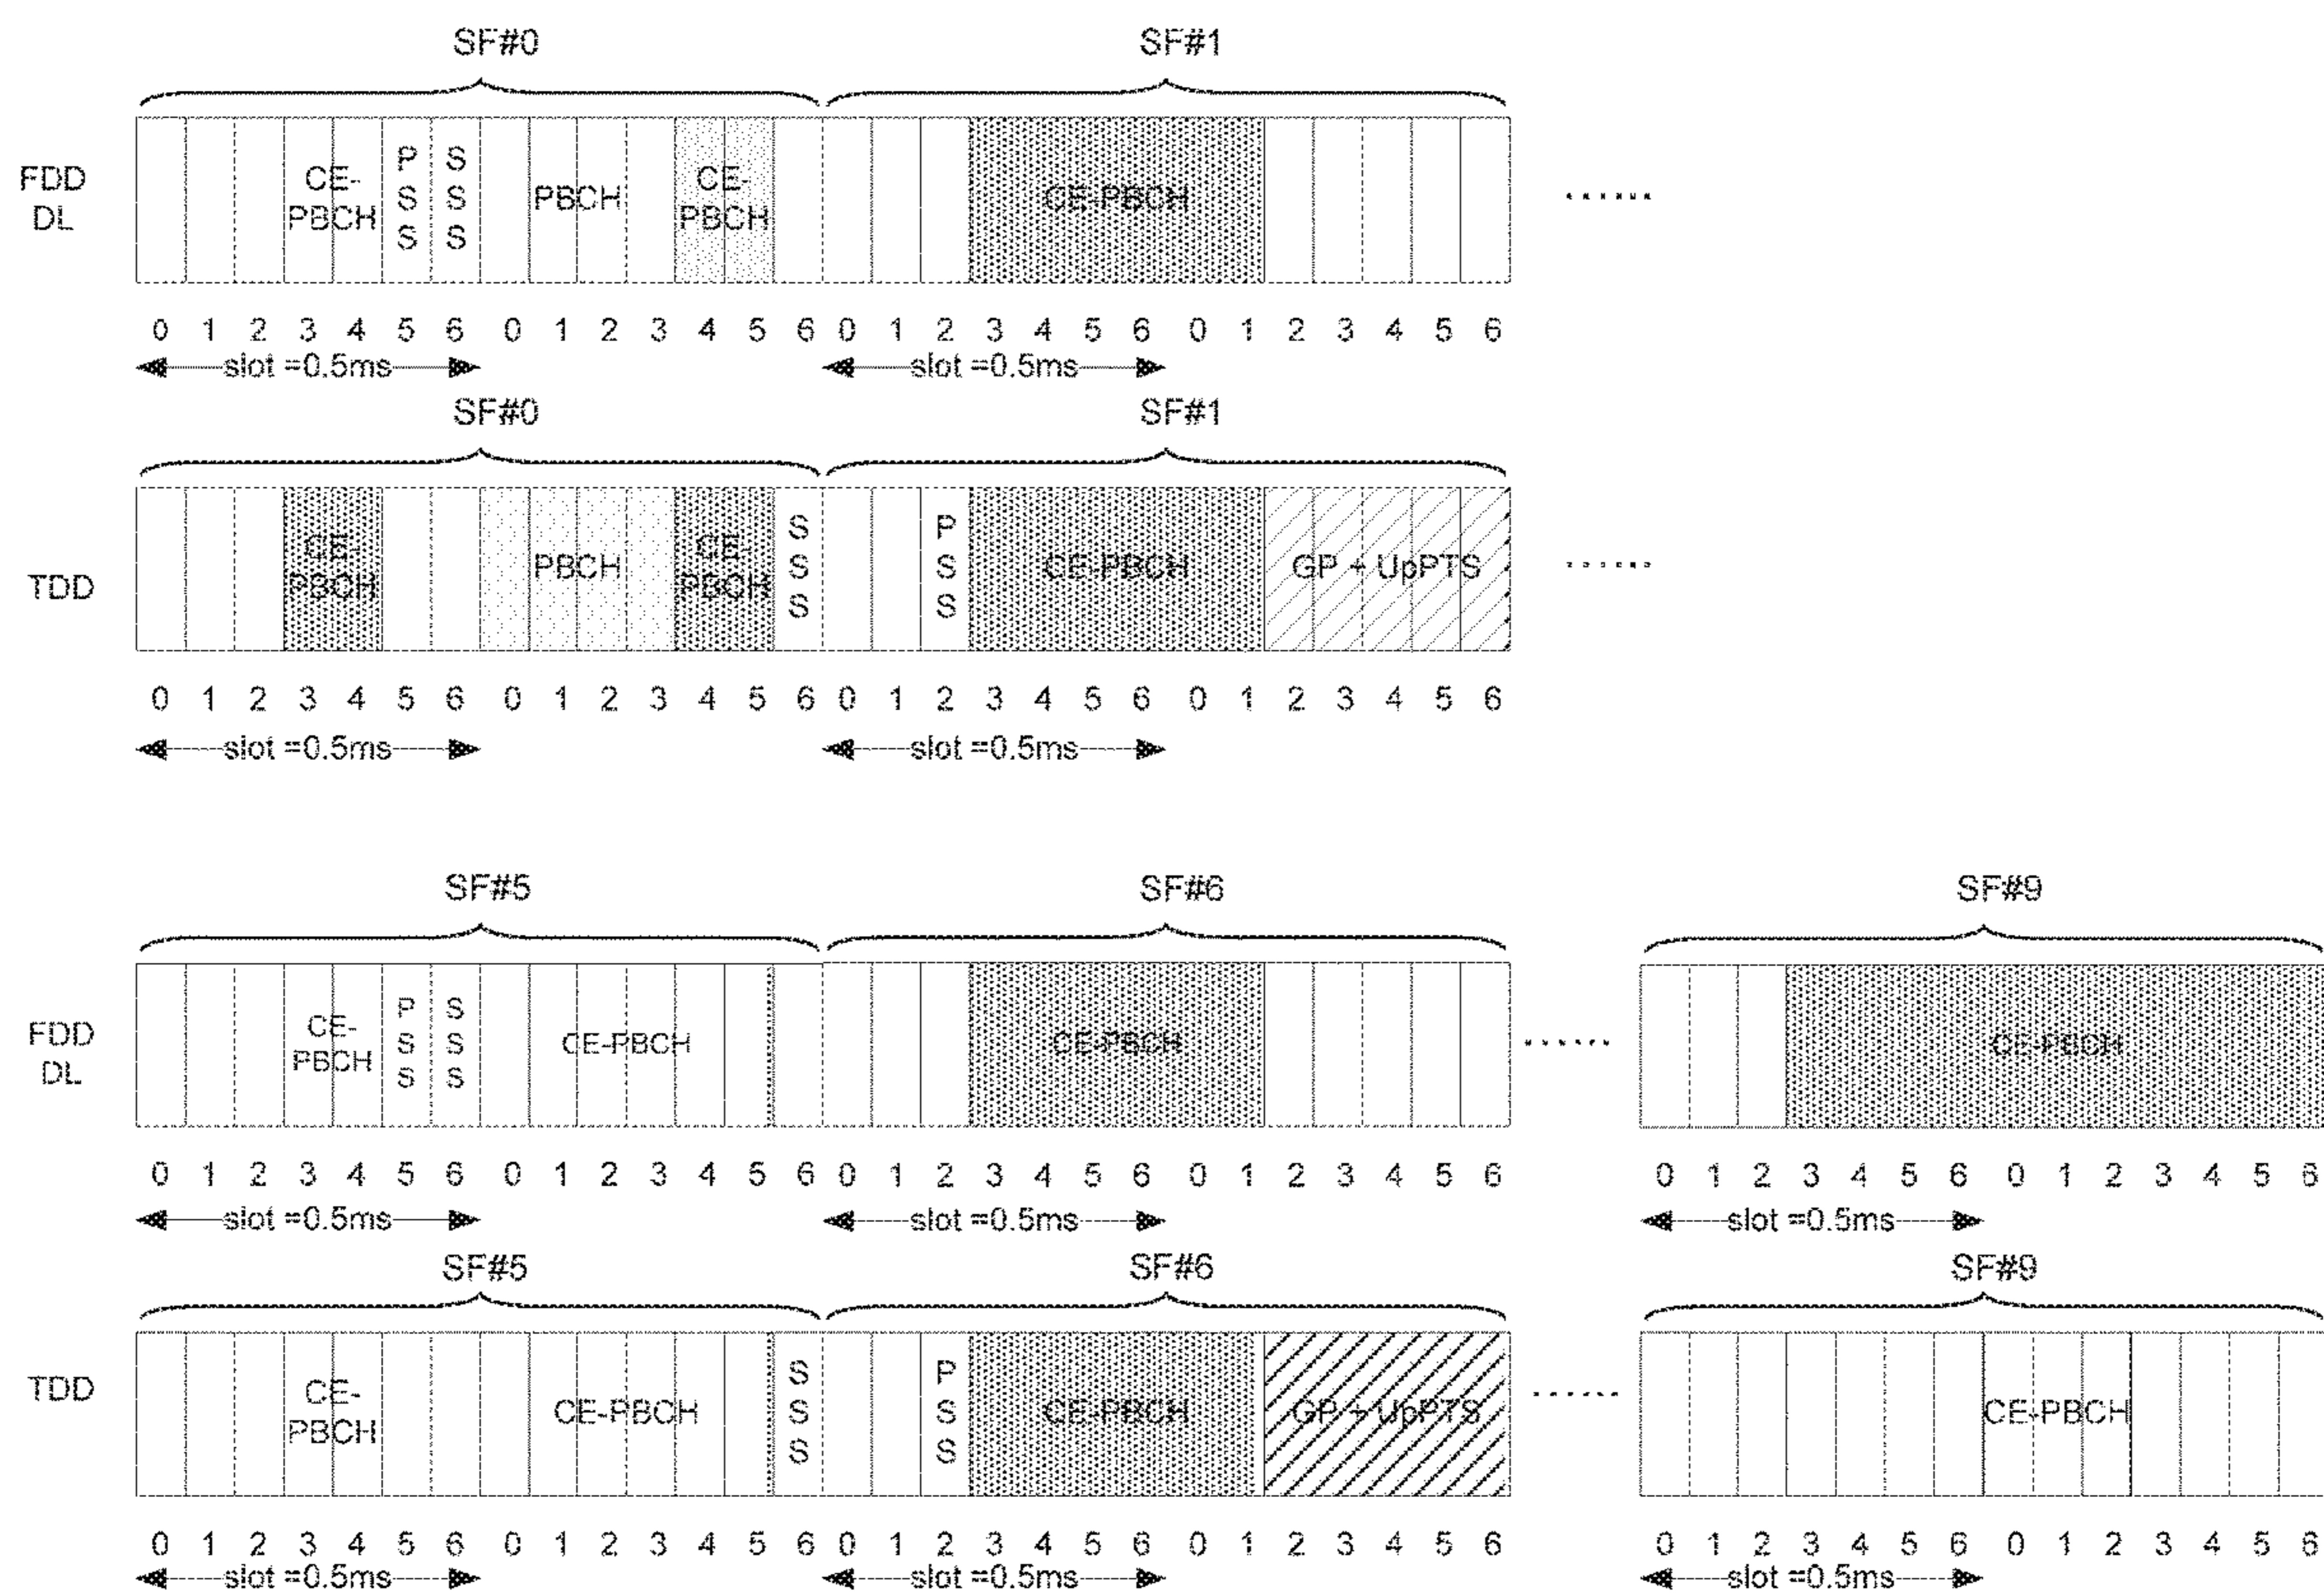 SF#0 SF#1
FDD DL
CE-PBCH PSS SSS PBCH CE-PBCH CE-PBCH ......
0 1 2 3 4 5 6 0 1 2 3 4 5 6 0 1 2 3 4 5 6 0 1 2 3 4 5 6
slot =0.5ms slot =0.5ms
SF#0 SF#1
TDD
CE-PBCH PBCH CE-PBCH SSS PSS CE-PBCH GP + UpPTS ......
0 1 2 3 4 5 6 0 1 2 3 4 5 6 0 1 2 3 4 5 6 0 1 2 3 4 5 6
slot =0.5ms slot =0.5ms
SF#5 SF#6 SF#9
FDD DL
CE-PBCH PSS SSS CE-PBCH CE-PBCH ...... CE-PBCH
0 1 2 3 4 5 6 0 1 2 3 4 5 6 0 1 2 3 4 5 6 0 1 2 3 4 5 6 0 1 2 3 4 5 6 0 1 2 3 4 5 6
slot =0.5ms slot =0.5ms slot =0.5ms
SF#5 SF#6 SF#9
TDD
CE-PBCH CE-PBCH SSS PSS CE-PBCH GP + UpPTS ...... CE-PBCH
0 1 2 3 4 5 6 0 1 2 3 4 5 6 0 1 2 3 4 5 6 0 1 2 3 4 5 6 0 1 2 3 4 5 6 0 1 2 3 4 5 6
slot =0.5ms slot =0.5ms slot =0.5ms